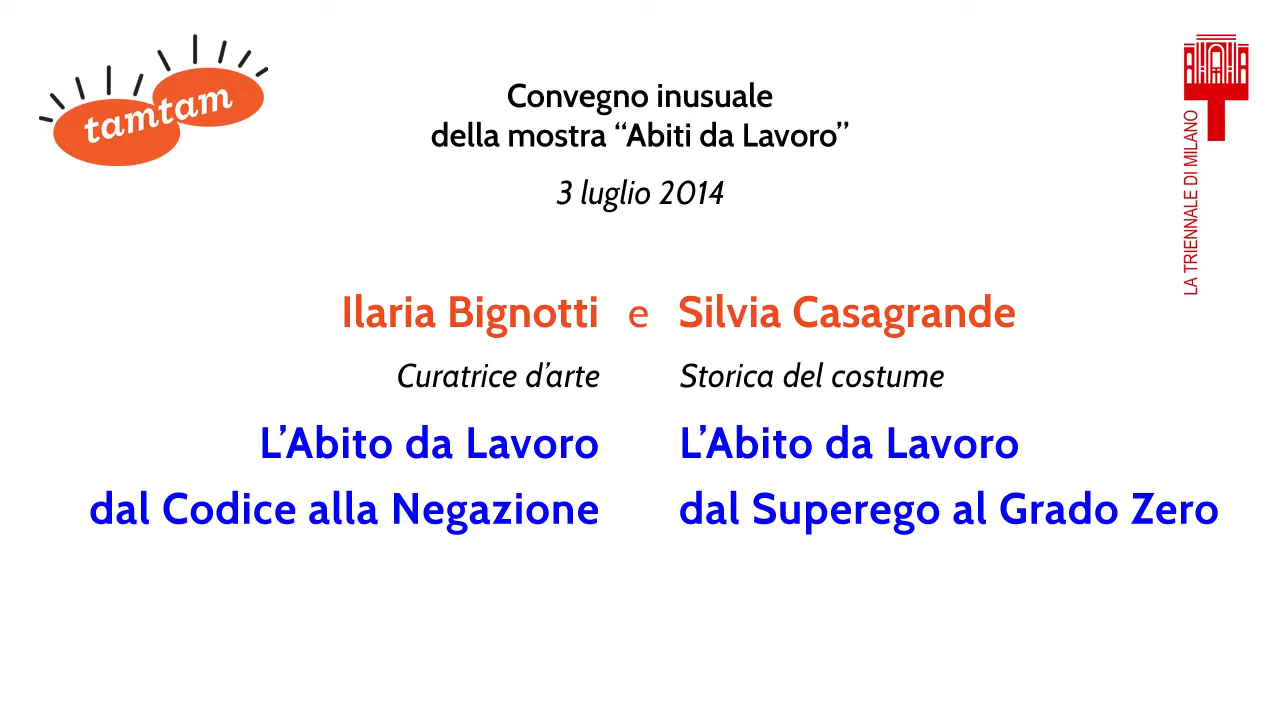 tamtam
Convegno inusuale
della mostra “Abiti da Lavoro”
3 luglio 2014
LA TRIENNALE DI MILANO
Ilaria Bignotti e Silvia Casagrande
Curatrice d’arte
Storica del costume
L’Abito da Lavoro
dal Codice alla Negazione
L’Abito da Lavoro
dal Superego al Grado Zero